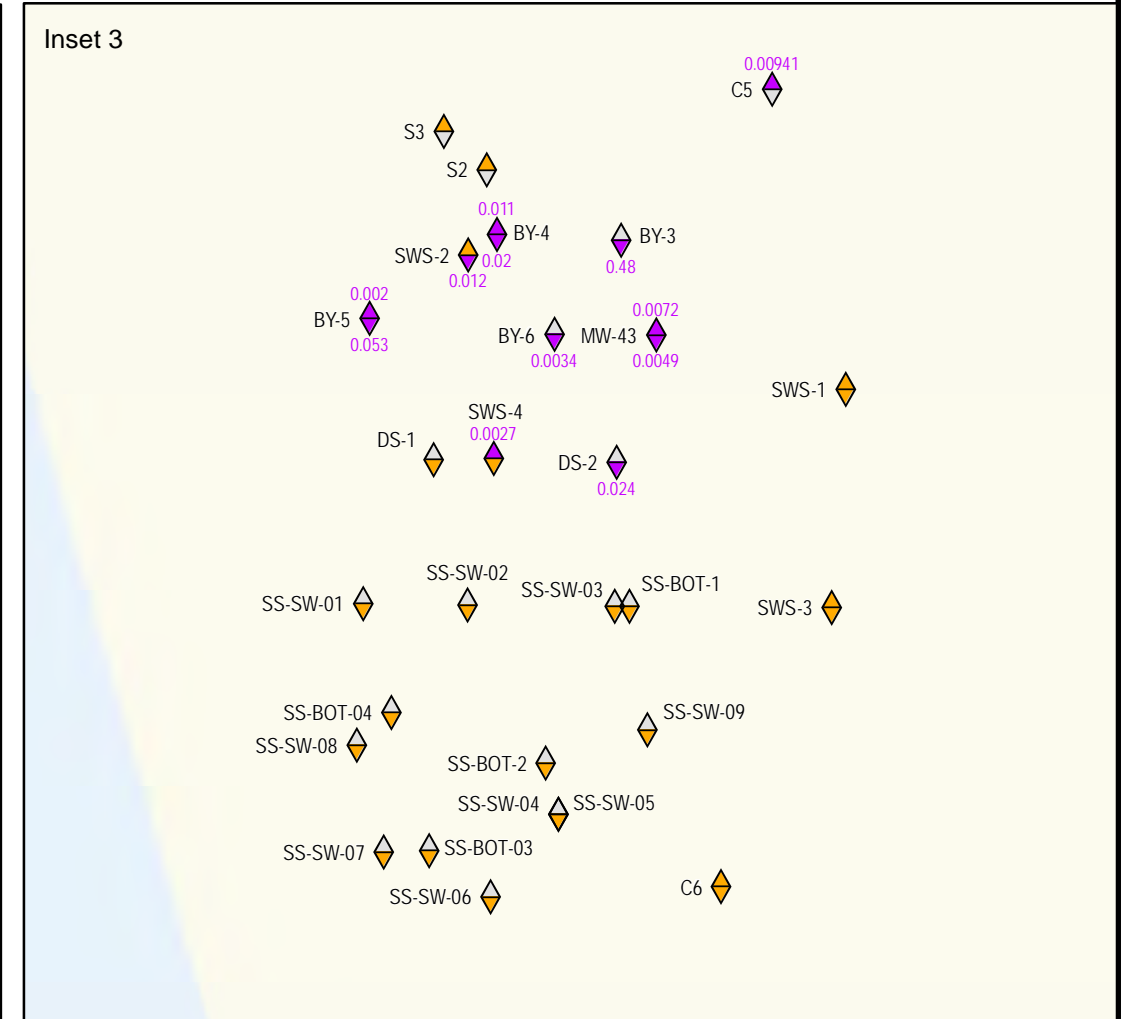 Inset 3
0.00941
C5
S3
S2
0.011
BY-4
BY-3
SWS-2
0.02
0.48
0.012
0.002
BY-5
0.053
0.0072
BY-6
MW-43
0.0034
0.0049
SWS-1
SWS-4
0.0027
DS-1
DS-2
0.024
SS-SW-02
SS-SW-03
SS-BOT-1
SS-SW-01
SWS-3
SS-BOT-04
SS-SW-09
SS-SW-08
SS-BOT-2
SS-SW-04
SS-SW-05
SS-SW-07
SS-BOT-03
C6
SS-SW-06